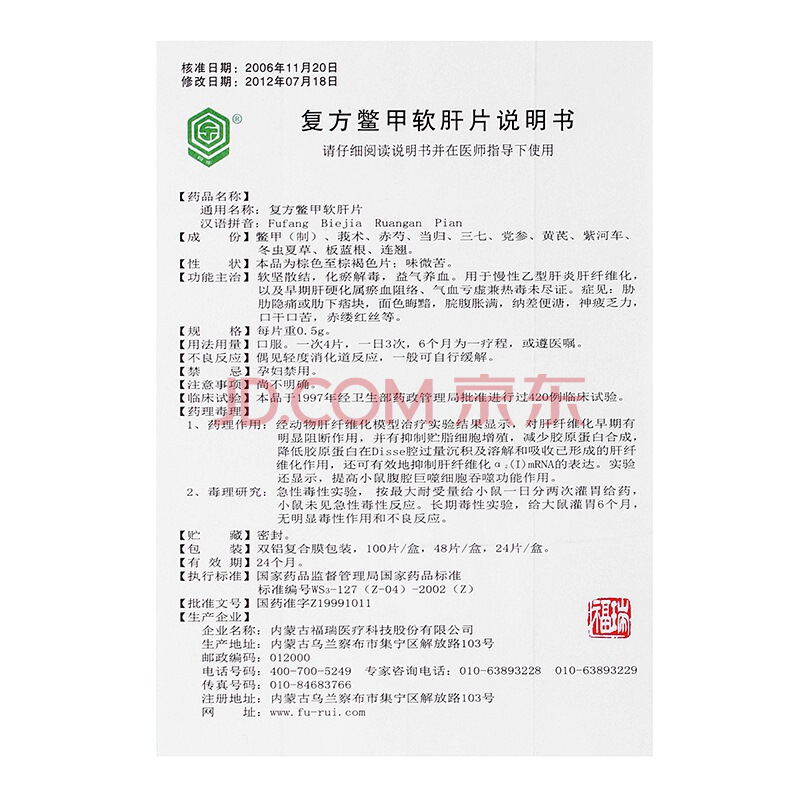 核准日期：2006年11月20日
修改日期：2012年07月18日
®
复方鳖甲软肝片说明书
请仔细阅读说明书并在医师指导下使用
【药品名称】
通用名称：复方鳖甲软肝片
汉语拼音：Fufang Biejia Ruangan Pian
【成 份】鳖甲（制）、莪术、赤芍、当归、三七、党参、黄芪、紫河车、
冬虫夏草、板蓝根、连翘。
【性 状】本品为棕色至棕褐色片；味微苦。
【功能主治】软坚散结，化瘀解毒，益气养血。用于慢性乙型肝炎肝纤维化，
以及早期肝硬化属瘀血阻络、气血亏虚兼热毒未尽证。症见：胁
肋隐痛或肋下痞块，面色晦黯，脘腹胀满，纳差便溏，神疲乏力，
口干口苦，赤缕红丝等。
【规 格】每片重0.5g。
【用法用量】口服。一次4片，一日3次，6个月为一疗程，或遵医嘱。
【不良反应】偶见轻度消化道反应，一般可自行缓解。
【禁 忌】孕妇禁用。
【注意事项】尚不明确。
JD.COM 京东
【临床试验】本品于1997年经卫生部药政管理局批准进行过420例临床试验。
【药理毒理】
1、药理作用：经动物肝纤维化模型治疗实验结果显示，对肝纤维化早期有
明显阻断作用，并有抑制贮脂细胞增殖，减少胶原蛋白合成，
降低胶原蛋白在Disse腔过量沉积及溶解和吸收已形成的肝纤
维化作用，还可有效地抑制肝纤维化α₂(I)mRNA的表达。实验
还显示，提高小鼠腹腔巨噬细胞吞噬功能作用。
2、毒理研究：急性毒性实验， 按最大耐受量给小鼠一日分两次灌胃给药，
小鼠未见急性毒性反应。长期毒性实验，给大鼠灌胃6个月，
无明显毒性作用和不良反应。
【贮 藏】密封。
【包 装】双铝复合膜包装，100片/盒，48片/盒，24片/盒。
【有 效 期】24个月。
【执行标准】国家药品监督管理局国家药品标准
标准编号WS₃-127（Z-04）-2002（Z）
【批准文号】国药准字Z19991011
【生产企业】
福瑞
企业名称：内蒙古福瑞医疗科技股份有限公司
生产地址：内蒙古乌兰察布市集宁区解放路103号
邮政编码：012000
电话号码：400-700-5249 专家咨询电话：010-63893228 010-63893229
传真号码：010-84683766
注册地址：内蒙古乌兰察布市集宁区解放路103号
网 址：www.fu-rui.com